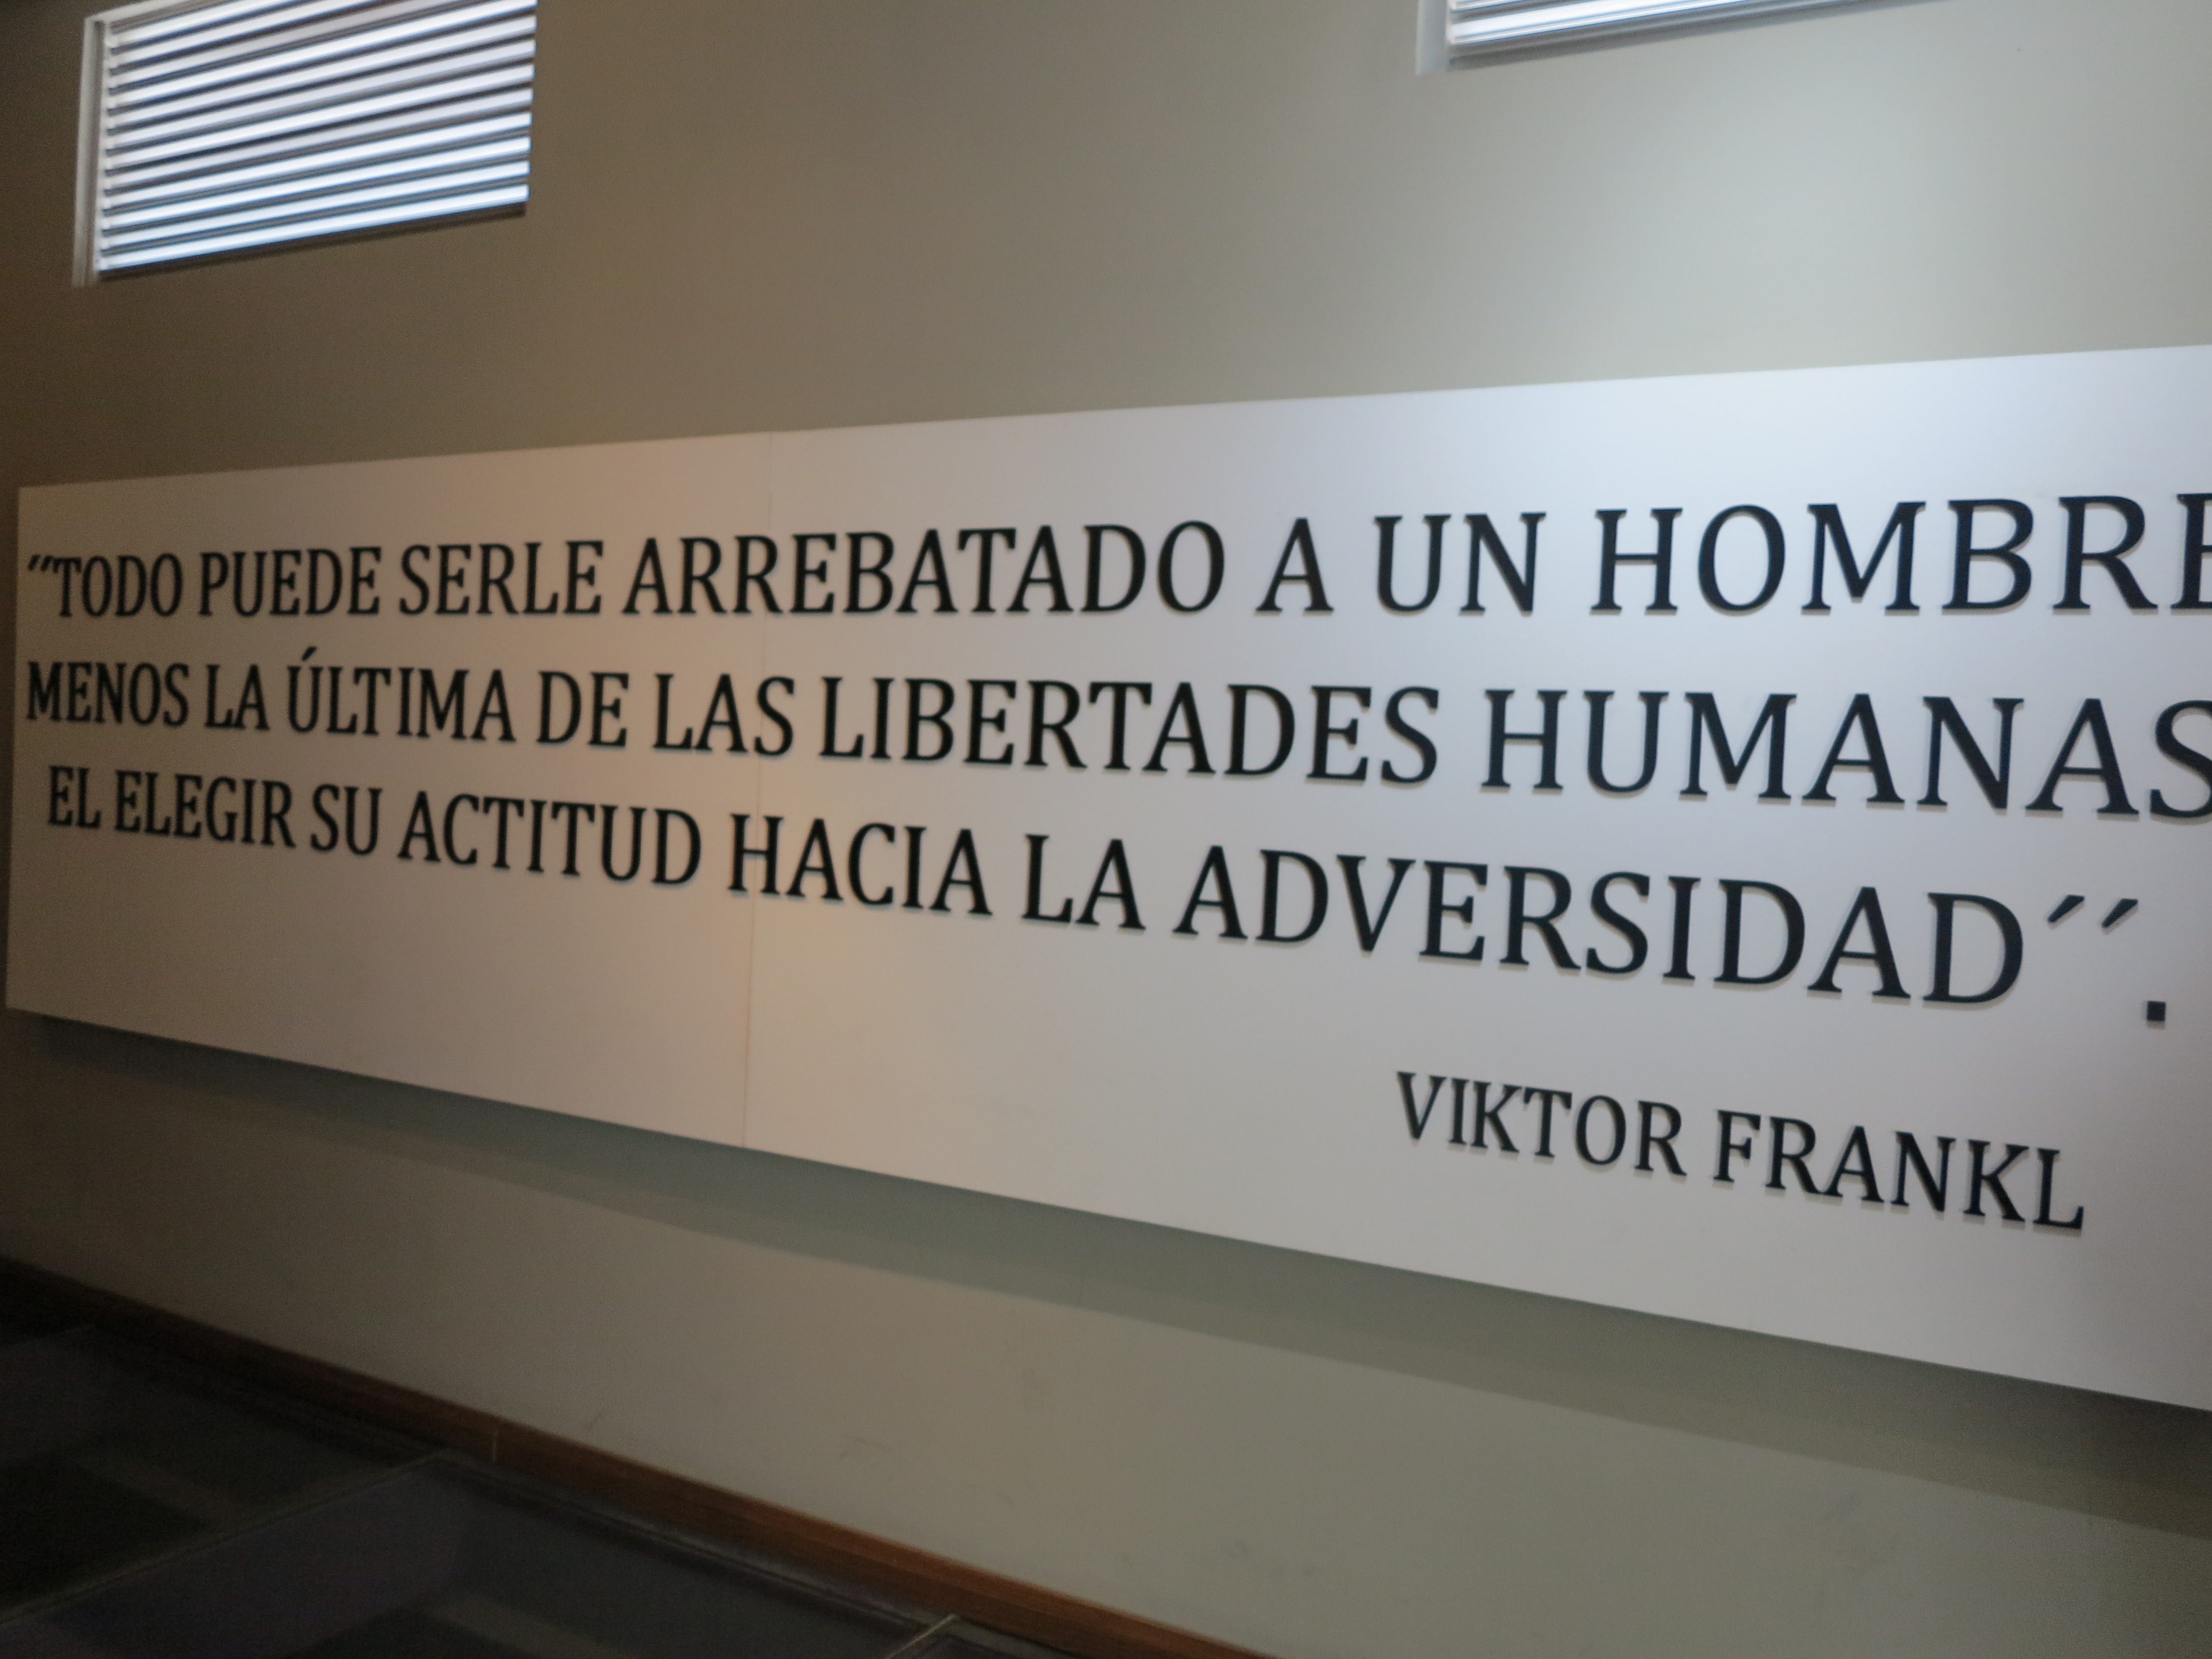 ´´TODO PUEDE SERLE ARREBATADO A UN HOMBRE
MENOS LA ÚLTIMA DE LAS LIBERTADES HUMANAS
EL ELEGIR SU ACTITUD HACIA LA ADVERSIDAD´´.
VIKTOR FRANKL